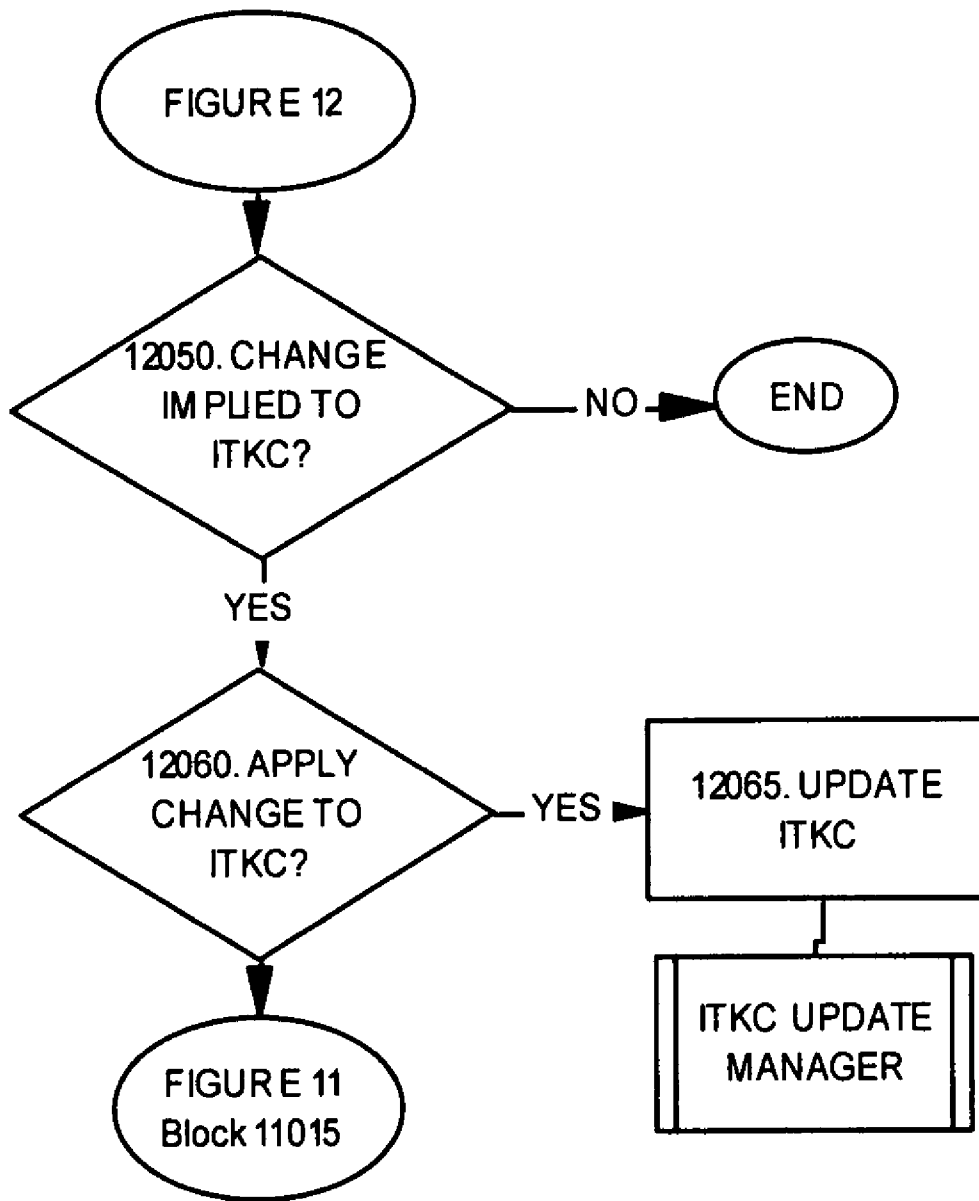 FIGURE 12
12050. CHANGE
IMPLIED TO
ITKC?
NO
END
YES
12060. APPLY
CHANGE TO
ITKC?
YES
12065. UPDATE
ITKC
ITKC UPDATE
MANAGER
FIGURE 11
Block 11015